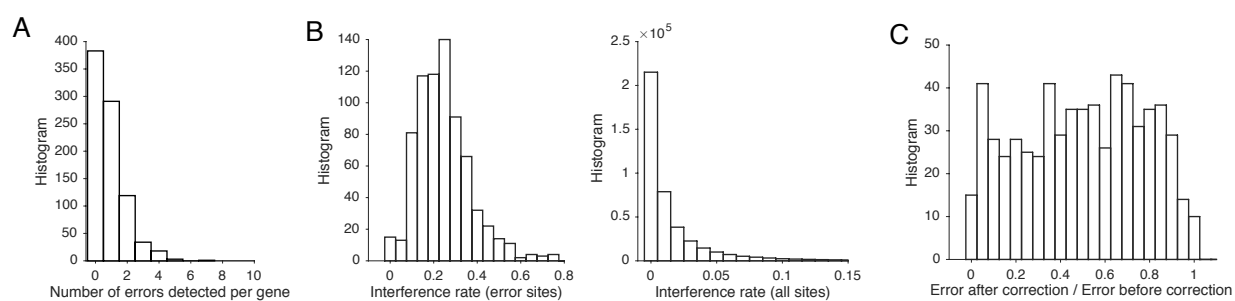 A
400
350
300
250
200
150
100
50
0
Histogram
0 2 4 6 8 10
Number of errors detected per gene
B
140
120
100
80
60
40
20
0
Histogram
0 0.2 0.4 0.6 0.8
Interference rate (error sites)
×10⁵
2.5
2
1.5
1
0.5
0
Histogram
0 0.05 0.1 0.15
Interference rate (all sites)
C
50
40
30
20
10
0
Histogram
0 0.2 0.4 0.6 0.8 1
Error after correction / Error before correction